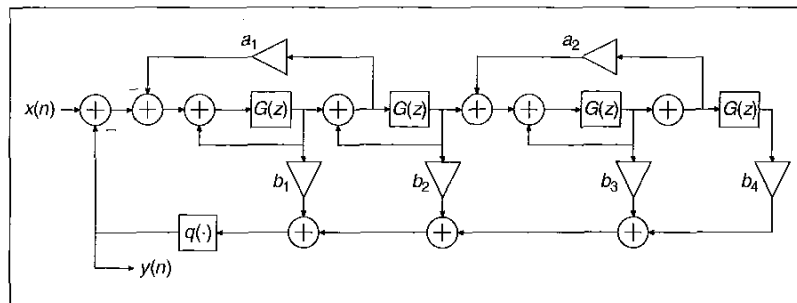 a₁ a₂
x(n) + + + G(z) + G(z) + + G(z) + G(z)
b₁ b₂ b₃ b₄
q(·) + + +
y(n)